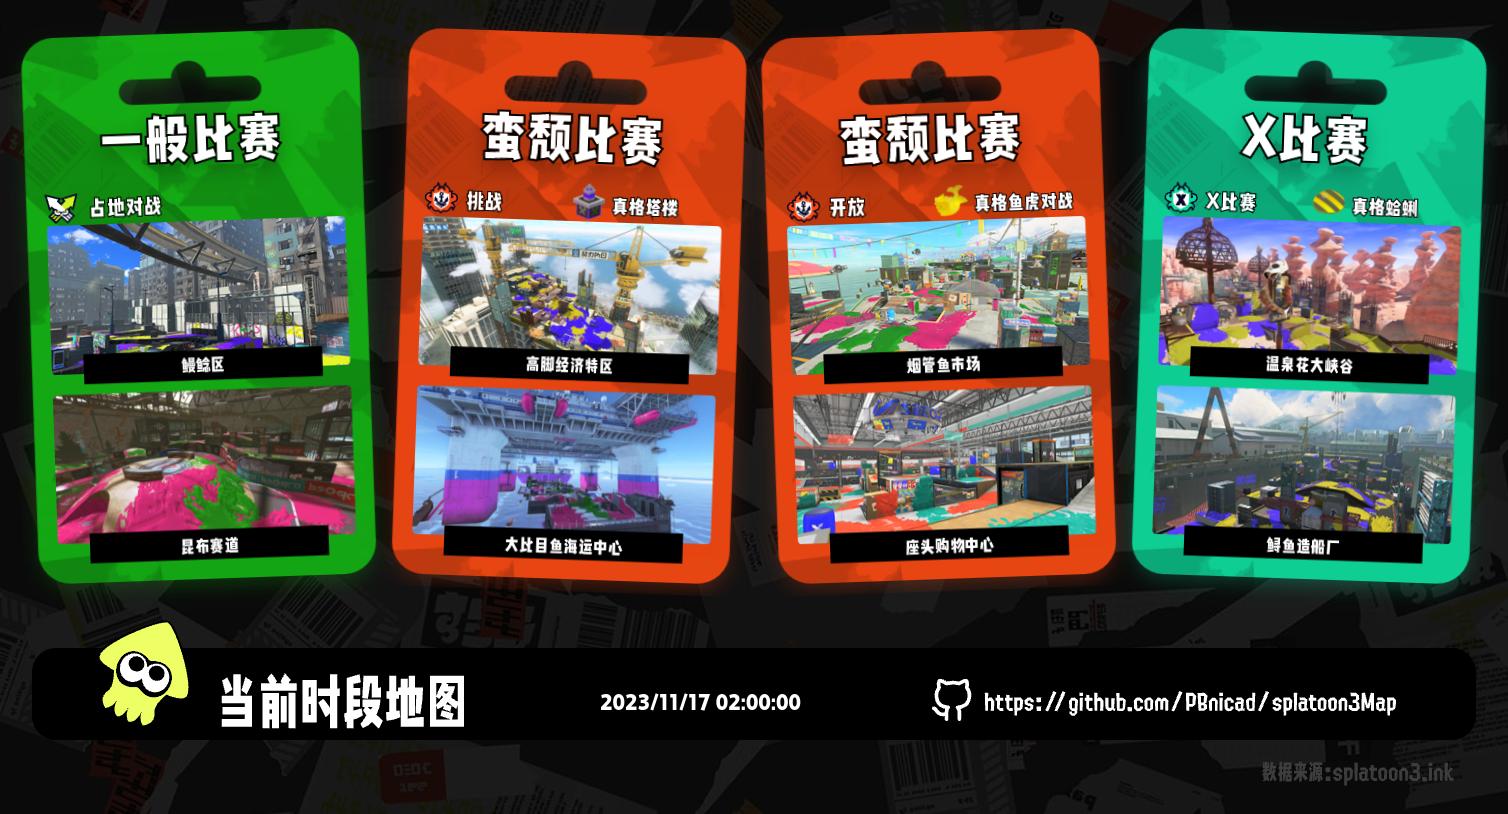 一般比赛
占地对战
鳗鲶区
昆布赛道
蛮颓比赛
挑战
真格塔楼
高脚经济特区
大比目鱼海运中心
蛮颓比赛
开放
真格鱼虎对战
烟管鱼市场
座头购物中心
X比赛
X比赛
真格蛤蜊
温泉花大峡谷
鲟鱼造船厂
当前时段地图
2023/11/17 02:00:00
https://github.com/PBnicad/splatoon3Map
数据来源:splatoon3.ink